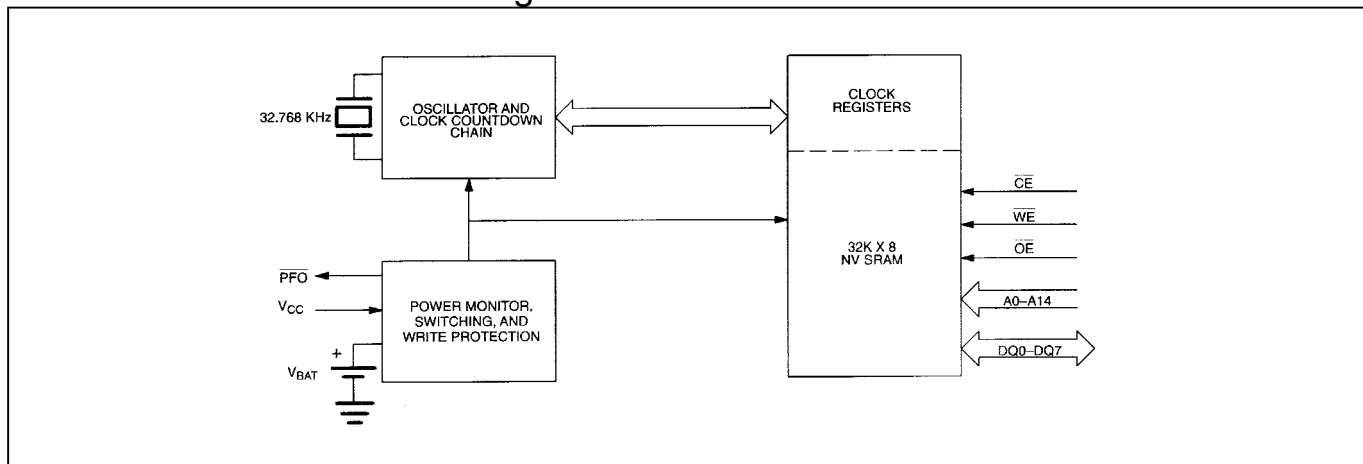 32.768 KHz
OSCILLATOR AND
CLOCK COUNTDOWN
CHAIN
CLOCK
REGISTERS
CE
WE
OE
32K X 8
NV SRAM
A0–A14
DQ0–DQ7
PFO
VCC
VBAT
+
POWER MONITOR,
SWITCHING, AND
WRITE PROTECTION